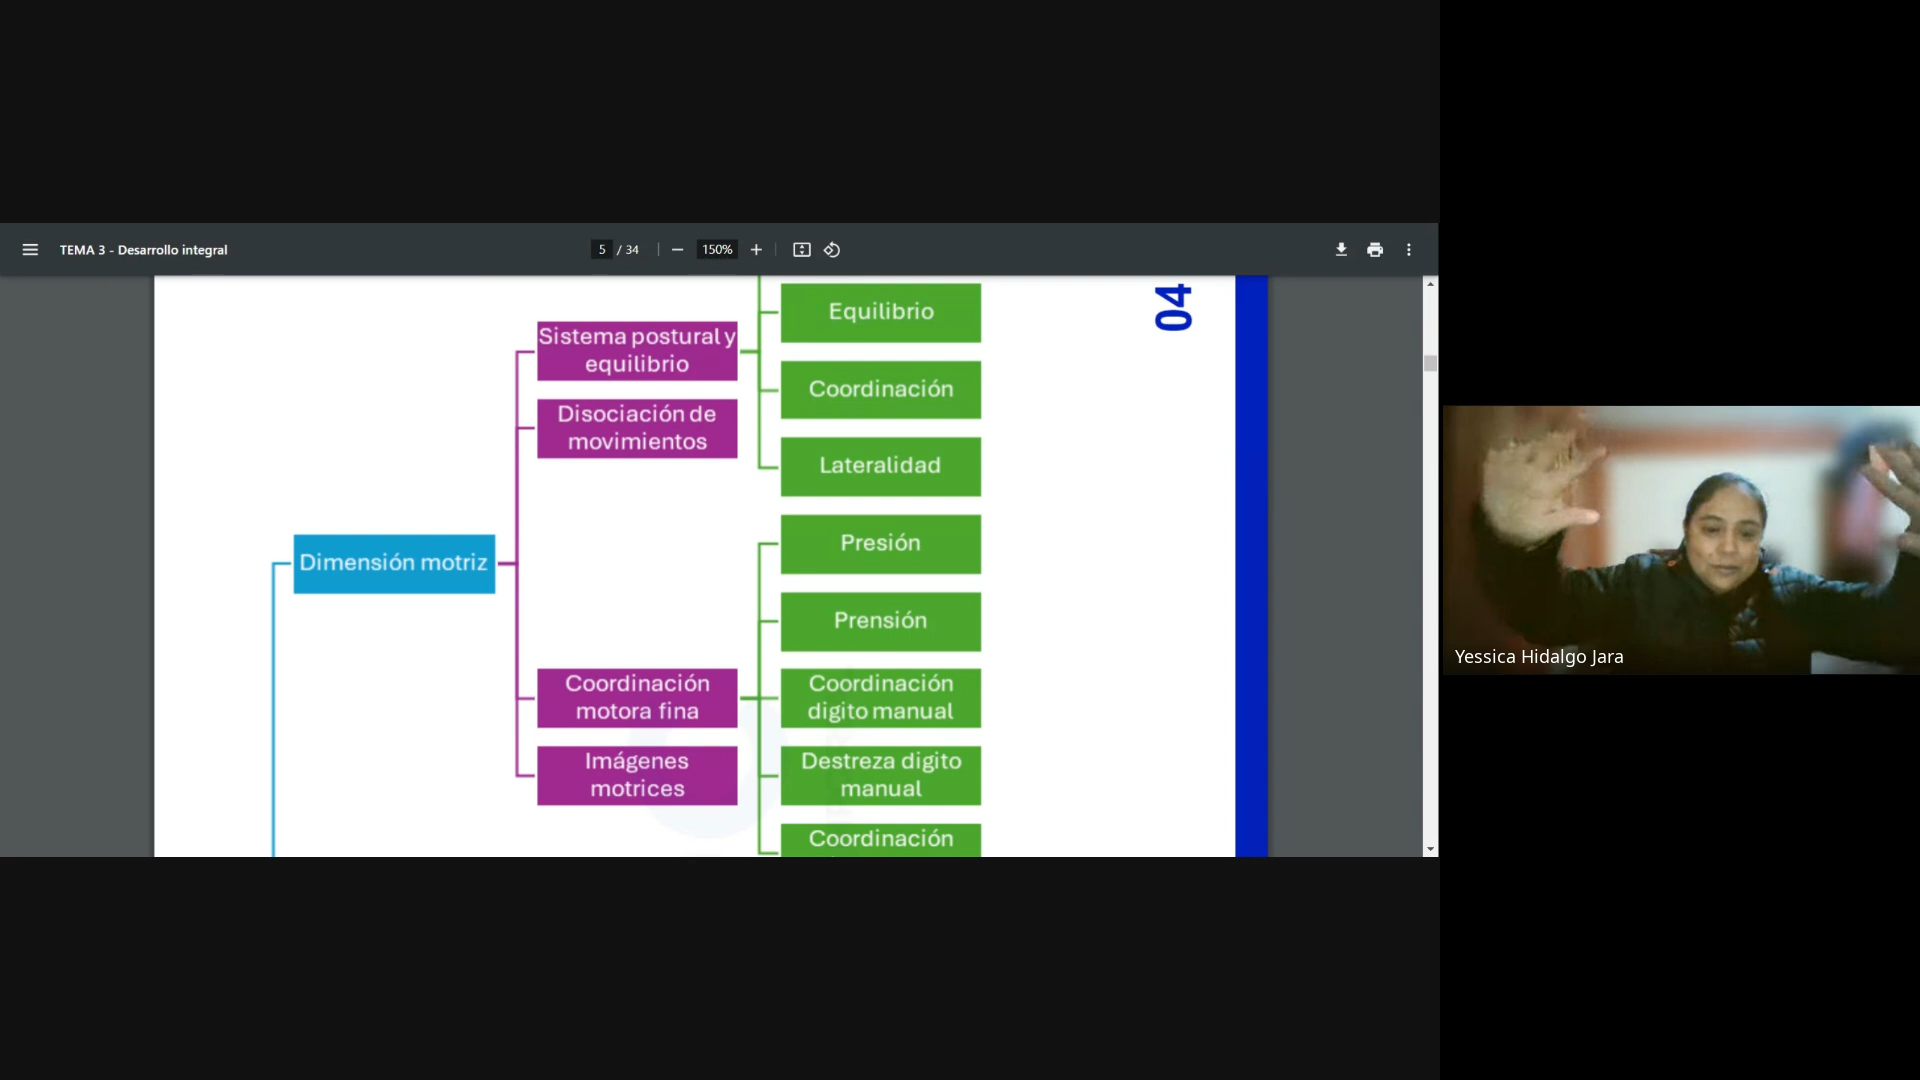 TEMA 3 - Desarrollo integral
5 / 34
150%
04
Equilibrio
Sistema postural y
equilibrio
Coordinación
Disociación de
movimientos
Lateralidad
Presión
Dimensión motriz
Prensión
Coordinación
motora fina
Coordinación
digito manual
Imágenes
motrices
Destreza digito
manual
Coordinación
Yessica Hidalgo Jara